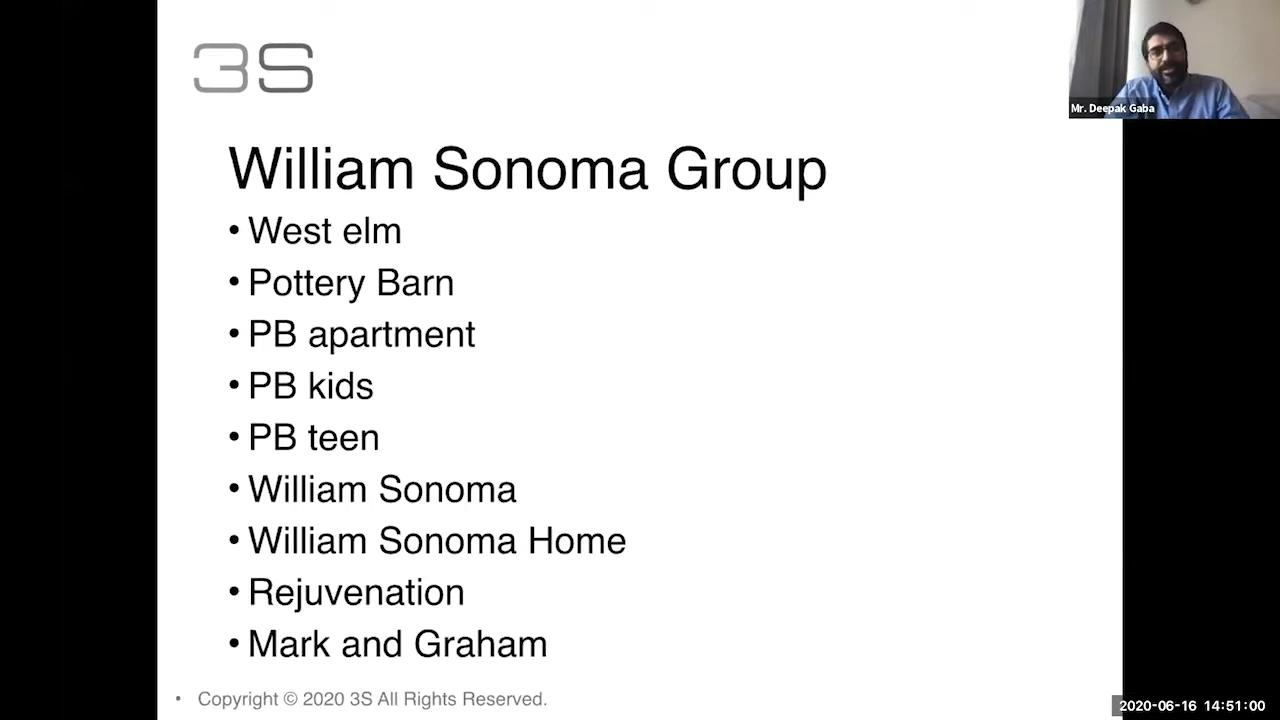 3S
Mr. Deepak Gaba
William Sonoma Group
• West elm
• Pottery Barn
• PB apartment
• PB kids
• PB teen
• William Sonoma
• William Sonoma Home
• Rejuvenation
• Mark and Graham
• Copyright © 2020 3S All Rights Reserved.
2020-06-16 14:51:00